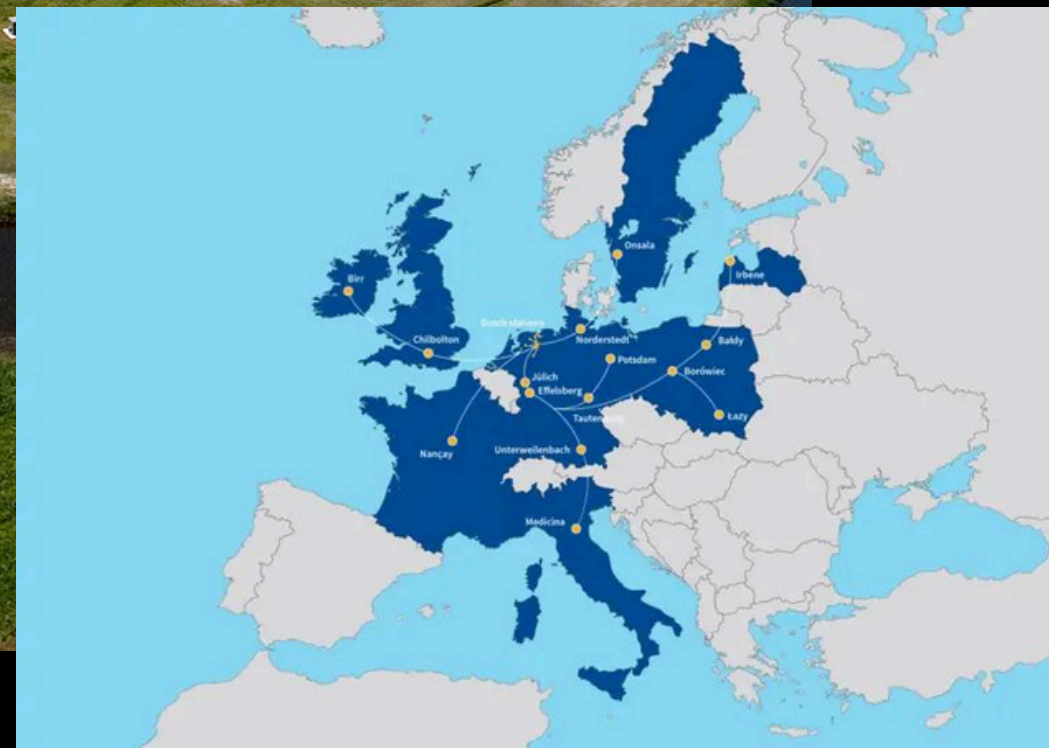 Onsala
Irbene
Birr
Dutch stations
Chilbolton
Norderstedt
Bałdy
Potsdam
Jülich
Borówiec
Effelsberg
Łazy
Nançay
Unterweilenbach
Medicina